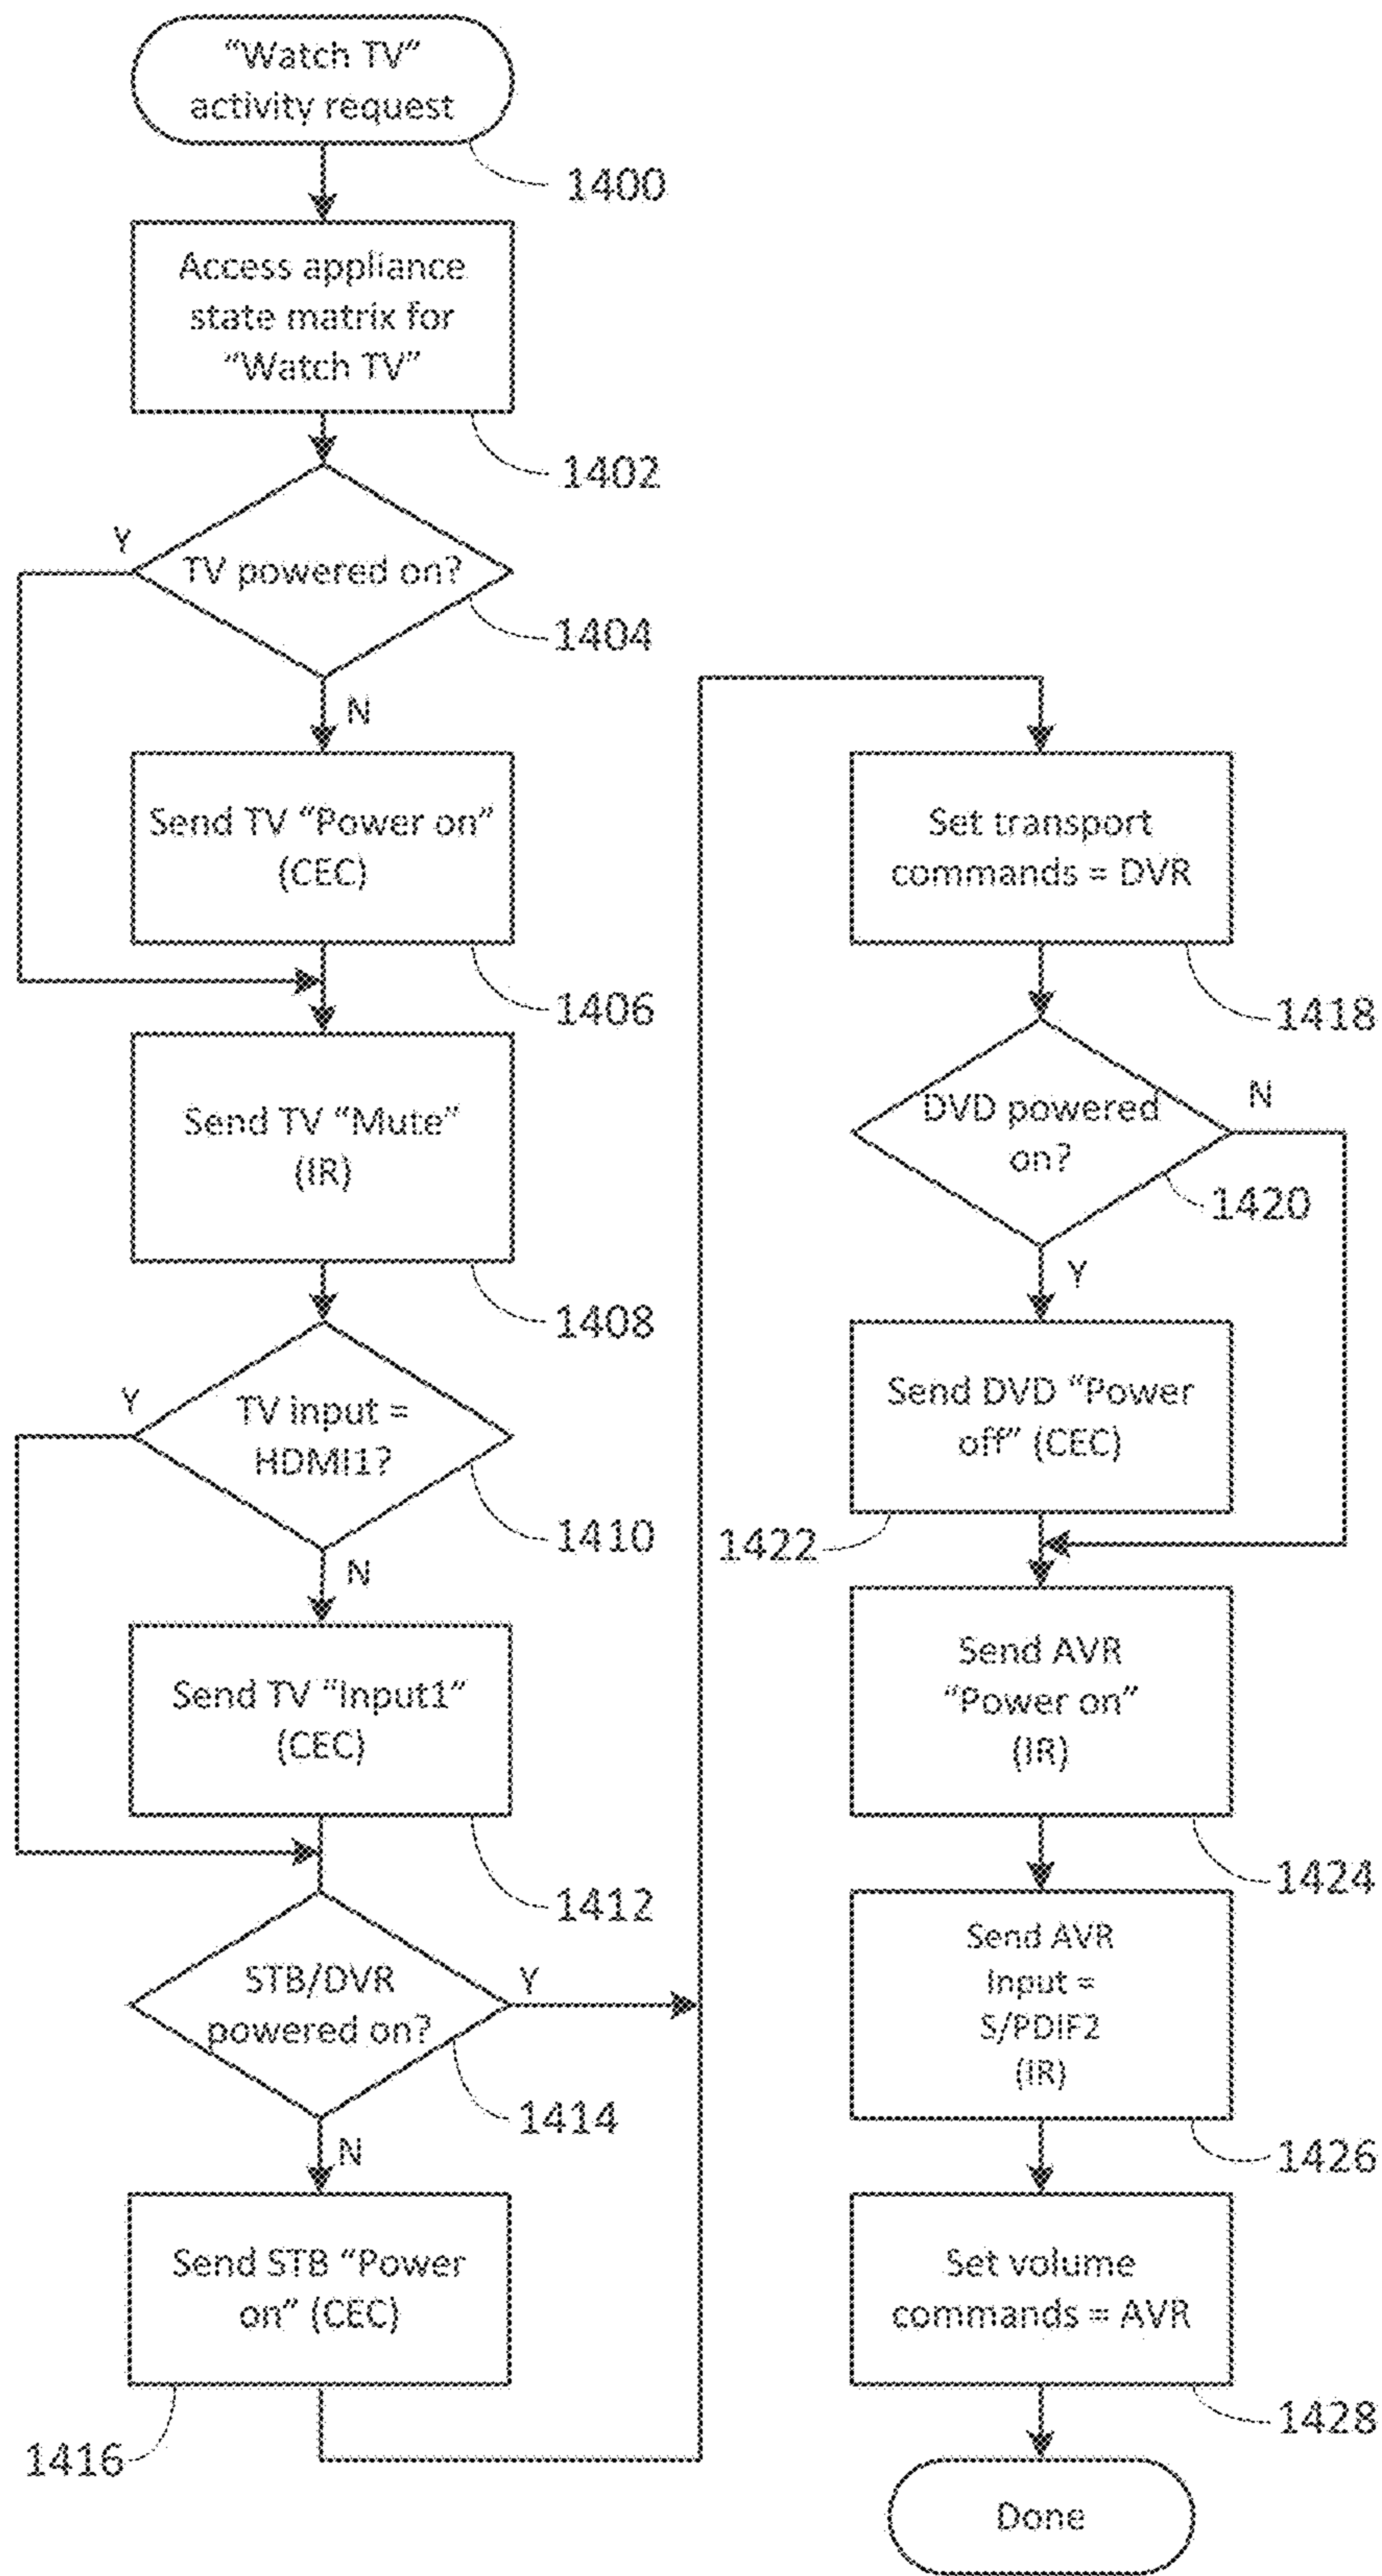 “Watch TV”
activity request
1400
Access appliance
state matrix for
“Watch TV”
1402
Y
TV powered on?
1404
N
Send TV “Power on”
(CEC)
1406
Send TV “Mute”
(IR)
1408
Y
TV input =
HDMI1?
1410
N
Send TV “Input1”
(CEC)
1412
STB/DVR
powered on?
Y
1414
N
Send STB “Power
on” (CEC)
1416
Set transport
commands = DVR
1418
DVD powered
on?
N
1420
Y
Send DVD “Power
off” (CEC)
1422
Send AVR
“Power on”
(IR)
1424
Send AVR
input =
S/PDIF2
(IR)
1426
Set volume
commands = AVR
1428
Done